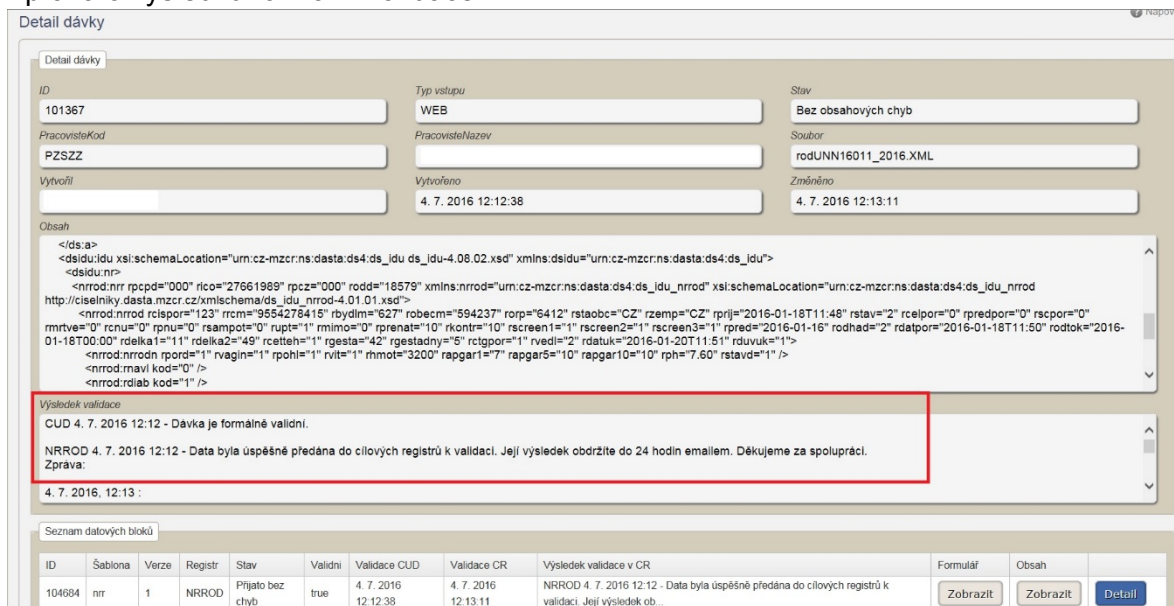 Detail dávky
Nápov
Detail dávky
ID Typ vstupu Stav
101367 WEB Bez obsahových chyb
PracovisteKod PracovisteNazev Soubor
PZSZZ rodUNN16011_2016.XML
Vytvořil Vytvořeno Změněno
4. 7. 2016 12:12:38 4. 7. 2016 12:13:11
Obsah
</ds:a>
<dsidu:idu xsi:schemaLocation="urn:cz-mzcr:ns:dasta:ds4:ds_idu ds_idu-4.08.02.xsd" xmlns:dsidu="urn:cz-mzcr:ns:dasta:ds4:ds_idu">
<dsidu:nr>
<nrrod:nrr rpcpd="000" rico="27661989" rpcz="000" rodd="18579" xmlns:nrrod="urn:cz-mzcr:ns:dasta:ds4:ds_idu_nrrod" xsi:schemaLocation="urn:cz-mzcr:ns:dasta:ds4:ds_idu_nrrod
http://ciselniky.dasta.mzcr.cz/xmlschema/ds_idu_nrrod-4.01.01.xsd">
<nrrod:nrrod rcispor="123" rrcm="9554278415" rbydlm="627" robecm="594237" rorp="6412" rstaobc="CZ" rzemp="CZ" rprij="2016-01-18T11:48" rstav="2" rcelpor="0" rpredpor="0" rscpor="0"
rmrtve="0" rcnu="0" rpnu="0" rsampot="0" rupt="1" rmimo="0" rprenat="10" rkontr="10" rscreen1="1" rscreen2="1" rscreen3="1" rpred="2016-01-16" rodhad="2" rdatpor="2016-01-18T11:50" rodtok="2016-
01-18T00:00" rdelka1="11" rdelka2="49" rcetteh="1" rgesta="42" rgestadny="5" rctgpor="1" rvedl="2" rdatuk="2016-01-20T11:51" rduvuk="1">
<nrrod:nrrodn rpord="1" rvagin="1" rpohl="1" rvit="1" rhmot="3200" rapgar1="7" rapgar5="10" rapgar10="10" rph="7.60" rstavd="1" />
<nrrod:rnavl kod="0" />
<nrrod:rdiab kod="1" />
Výsledek validace
CUD 4. 7. 2016 12:12 - Dávka je formálně validní.
NRROD 4. 7. 2016 12:12 - Data byla úspěšně předána do cílových registrů k validaci. Její výsledek obdržíte do 24 hodin emailem. Děkujeme za spolupráci.
Zpráva:
4. 7. 2016, 12:13 :
Seznam datových bloků
ID Šablona Verze Registr Stav Validni Validace CUD Validace CR Výsledek validace v CR Formulář Obsah
104684 nrr 1 NRROD Přijato bez chyb true 4. 7. 2016 12:12:38 4. 7. 2016 12:13:11 NRROD 4. 7. 2016 12:12 - Data byla úspěšně předána do cílových registrů k validaci. Její výsledek ob... Zobrazit Zobrazit Detail